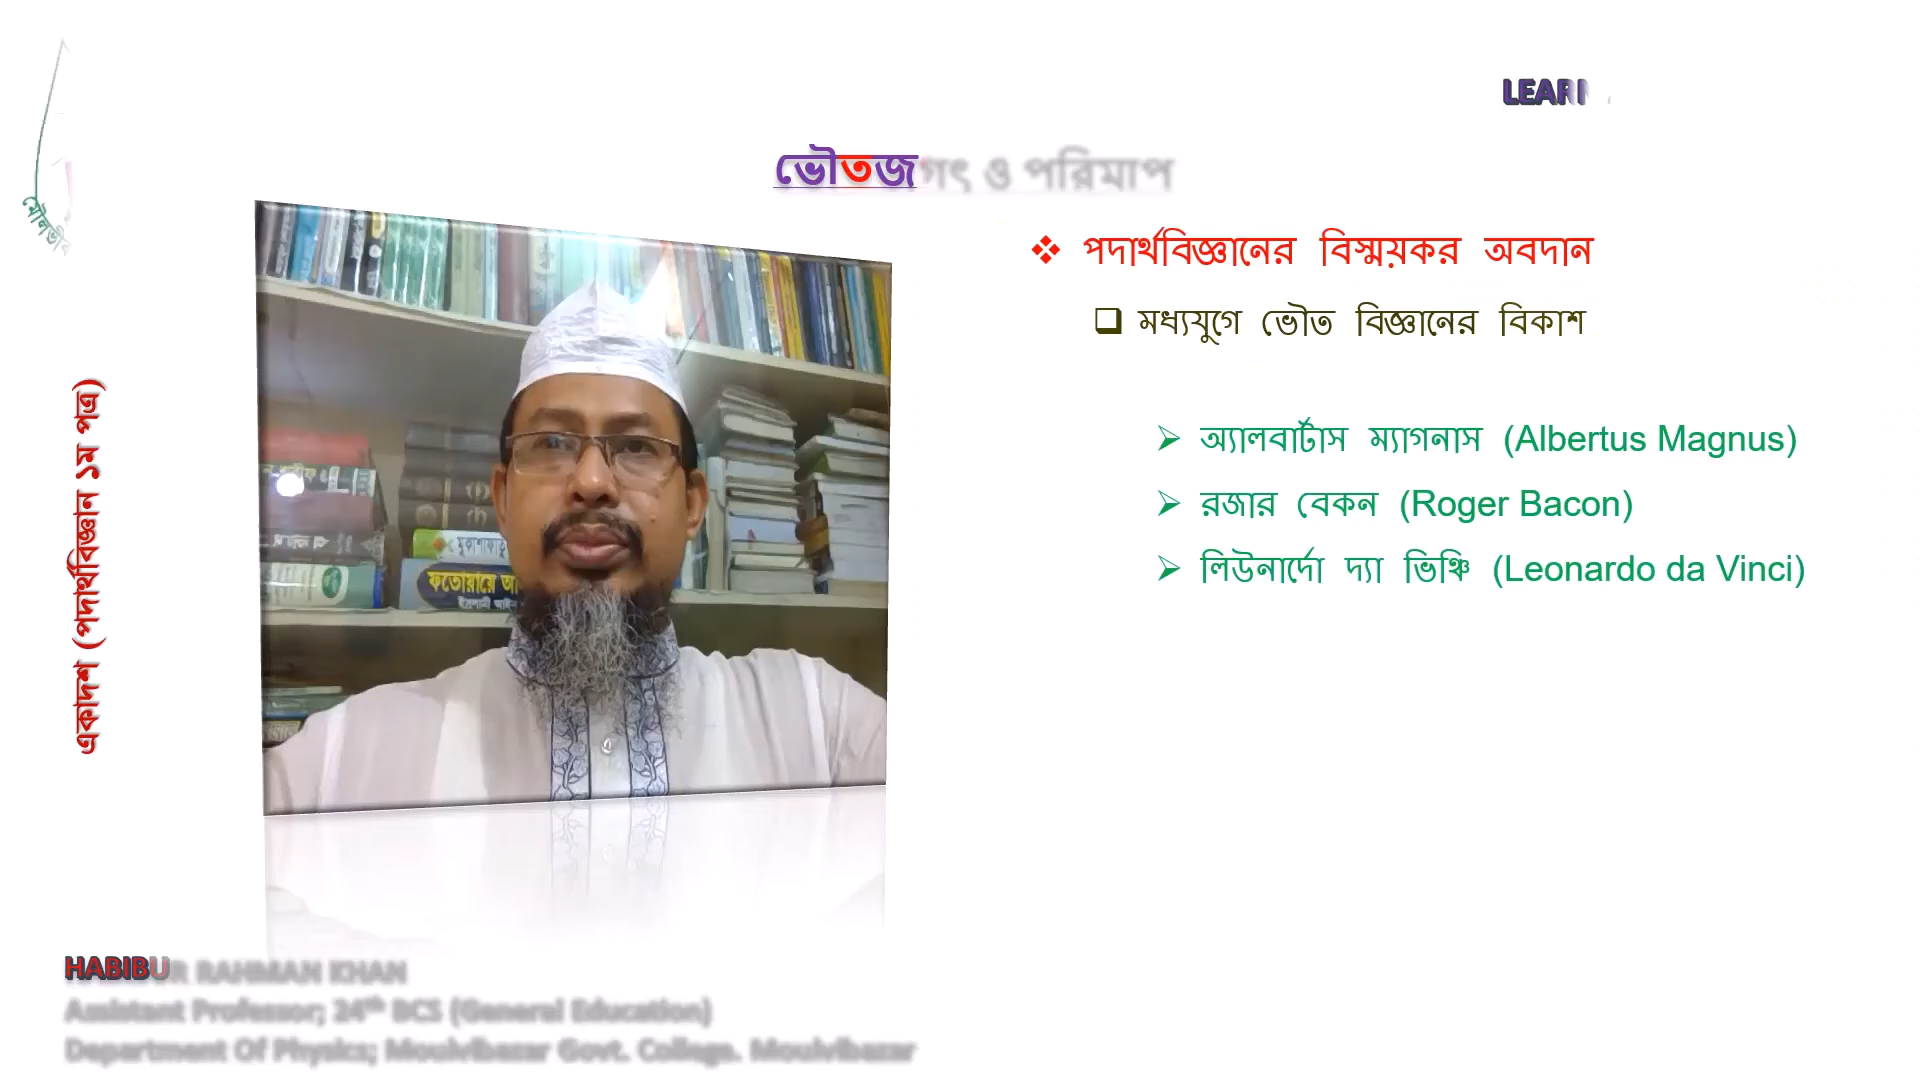 LEAR
ভৌতজগৎ ও পরিমাপ
❖ পদার্থবিজ্ঞানের বিস্ময়কর অবদান
❑ মধ্যযুগে ভৌত বিজ্ঞানের বিকাশ
➢ অ্যালবার্টাস ম্যাগনাস (Albertus Magnus)
➢ রজার বেকন (Roger Bacon)
➢ লিউনার্দো দ্যা ভিঞ্চি (Leonardo da Vinci)
একাদশ (পদার্থবিজ্ঞান ১ম পত্র)
ফতোয়ায়ে
HABIBUR RAHMAN KHAN
Assistant Professor; 24th BCS (General Education)
Department Of Physics; Moulvibazar Govt. College. Moulvibazar